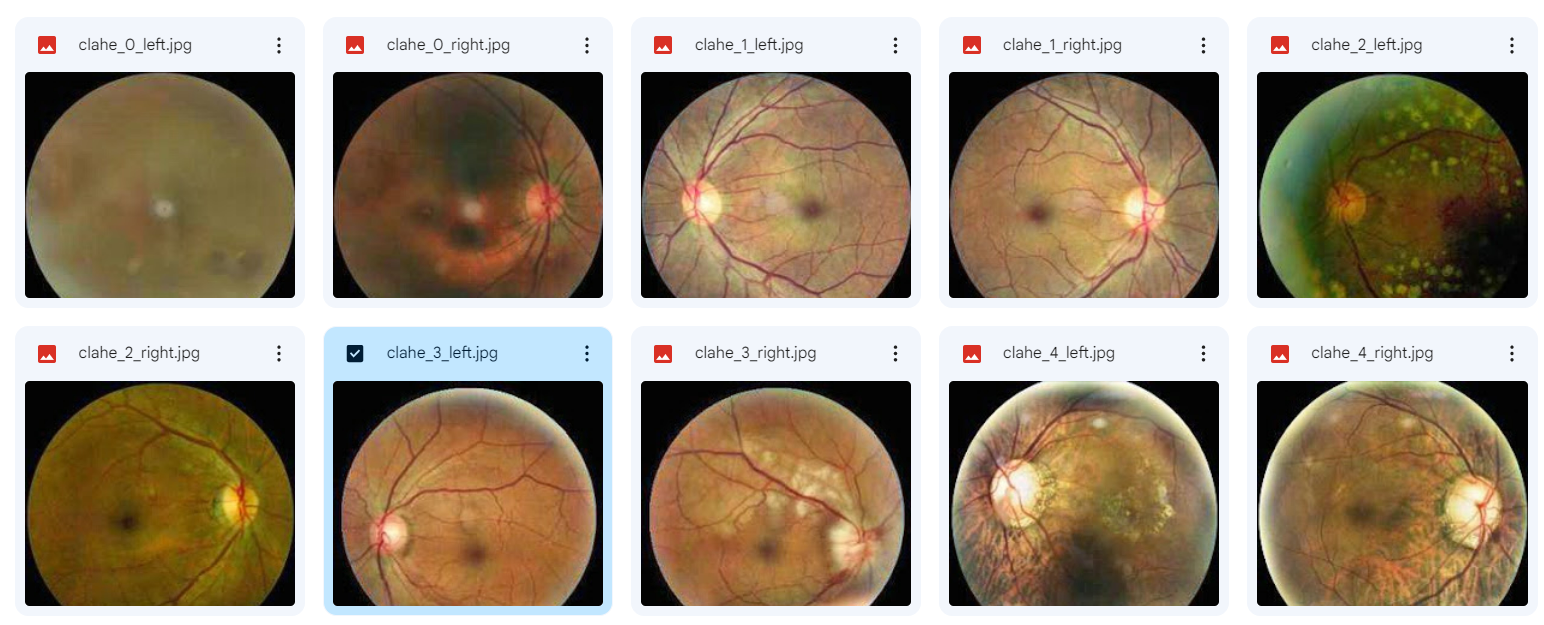 clahe_0_left.jpg
clahe_0_right.jpg
clahe_1_left.jpg
clahe_1_right.jpg
clahe_2_left.jpg
clahe_2_right.jpg
clahe_3_left.jpg
clahe_3_right.jpg
clahe_4_left.jpg
clahe_4_right.jpg